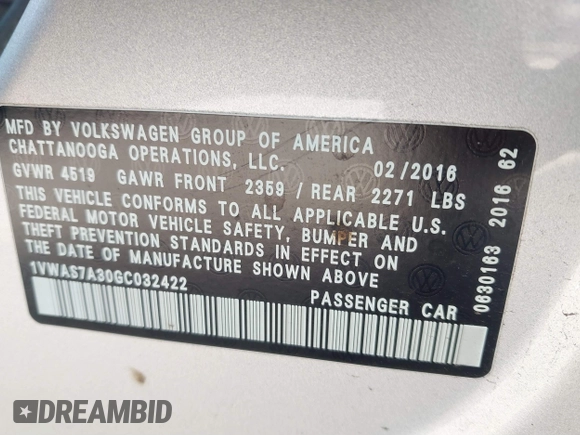 MFD BY VOLKSWAGEN GROUP OF AMERICA
CHATTANOOGA OPERATIONS, LLC. 02/2016
GVWR 4519 GAWR FRONT 2359 / REAR 2271 LBS
THIS VEHICLE CONFORMS TO ALL APPLICABLE U.S.
FEDERAL MOTOR VEHICLE SAFETY, BUMPER AND
THEFT PREVENTION STANDARDS IN EFFECT ON
THE DATE OF MANUFACTURE SHOWN ABOVE
1VWAS7A30GC032422 PASSENGER CAR
0630163 2016 62
DREAMBID